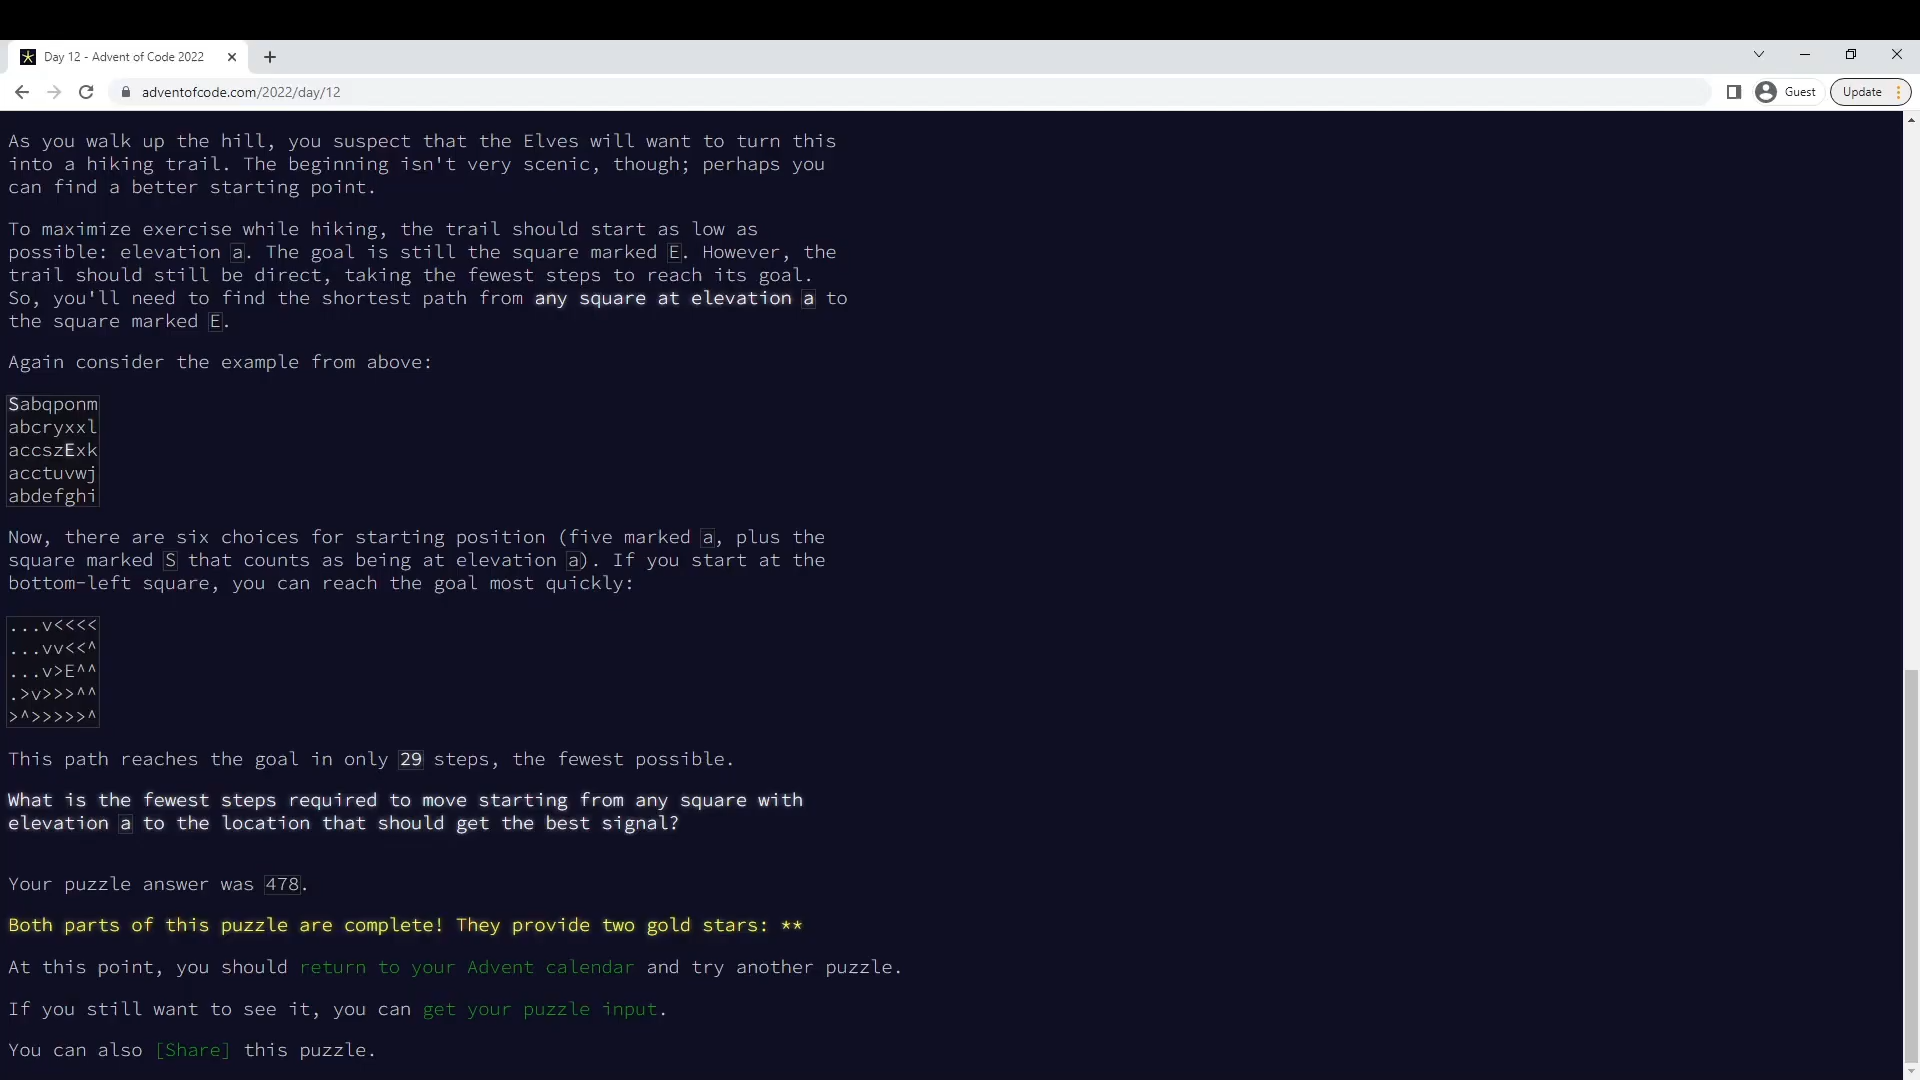 Day 12 - Advent of Code 2022
adventofcode.com/2022/day/12
Guest
Update
As you walk up the hill, you suspect that the Elves will want to turn this
into a hiking trail. The beginning isn't very scenic, though; perhaps you
can find a better starting point.
To maximize exercise while hiking, the trail should start as low as
possible: elevation a. The goal is still the square marked E. However, the
trail should still be direct, taking the fewest steps to reach its goal.
So, you'll need to find the shortest path from any square at elevation a to
the square marked E.
Again consider the example from above:
Sabqponm
abcryxxl
accszExk
acctuvwj
abdefghi
Now, there are six choices for starting position (five marked a, plus the
square marked S that counts as being at elevation a). If you start at the
bottom-left square, you can reach the goal most quickly:
...v<<<<
...vv<<^
...v>E^^
.>v>>>^^
>^>>>>>^
This path reaches the goal in only 29 steps, the fewest possible.
What is the fewest steps required to move starting from any square with
elevation a to the location that should get the best signal?
Your puzzle answer was 478.
Both parts of this puzzle are complete! They provide two gold stars: **
At this point, you should return to your Advent calendar and try another puzzle.
If you still want to see it, you can get your puzzle input.
You can also [Share] this puzzle.